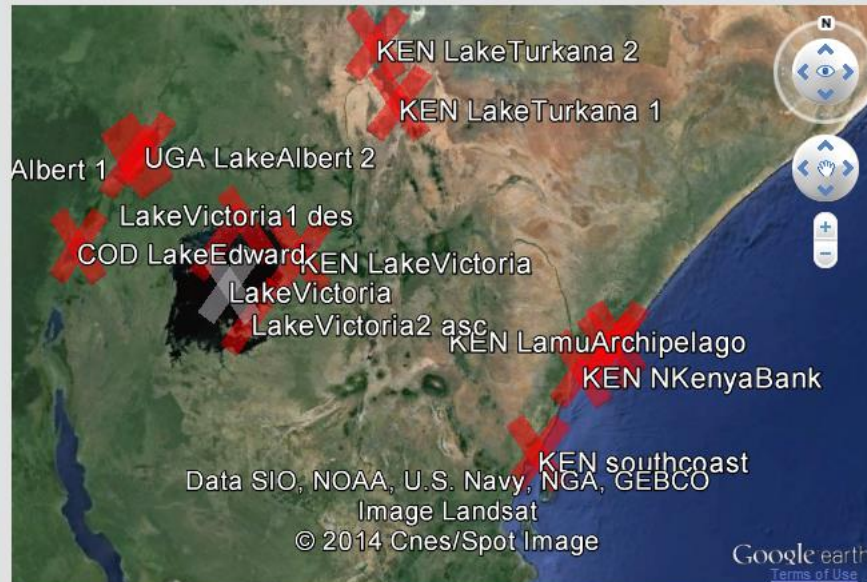 N
KEN LakeTurkana 2
KEN LakeTurkana 1
Albert 1
UGA LakeAlbert 2
LakeVictoria1 des
COD LakeEdward
KEN LakeVictoria
LakeVictoria
LakeVictoria2 asc
KEN LamuArchipelago
KEN NKenyaBank
KEN southcoast
Data SIO, NOAA, U.S. Navy, NGA, GEBCO
Image Landsat
© 2014 Cnes/Spot Image
Google earth
Terms of Use